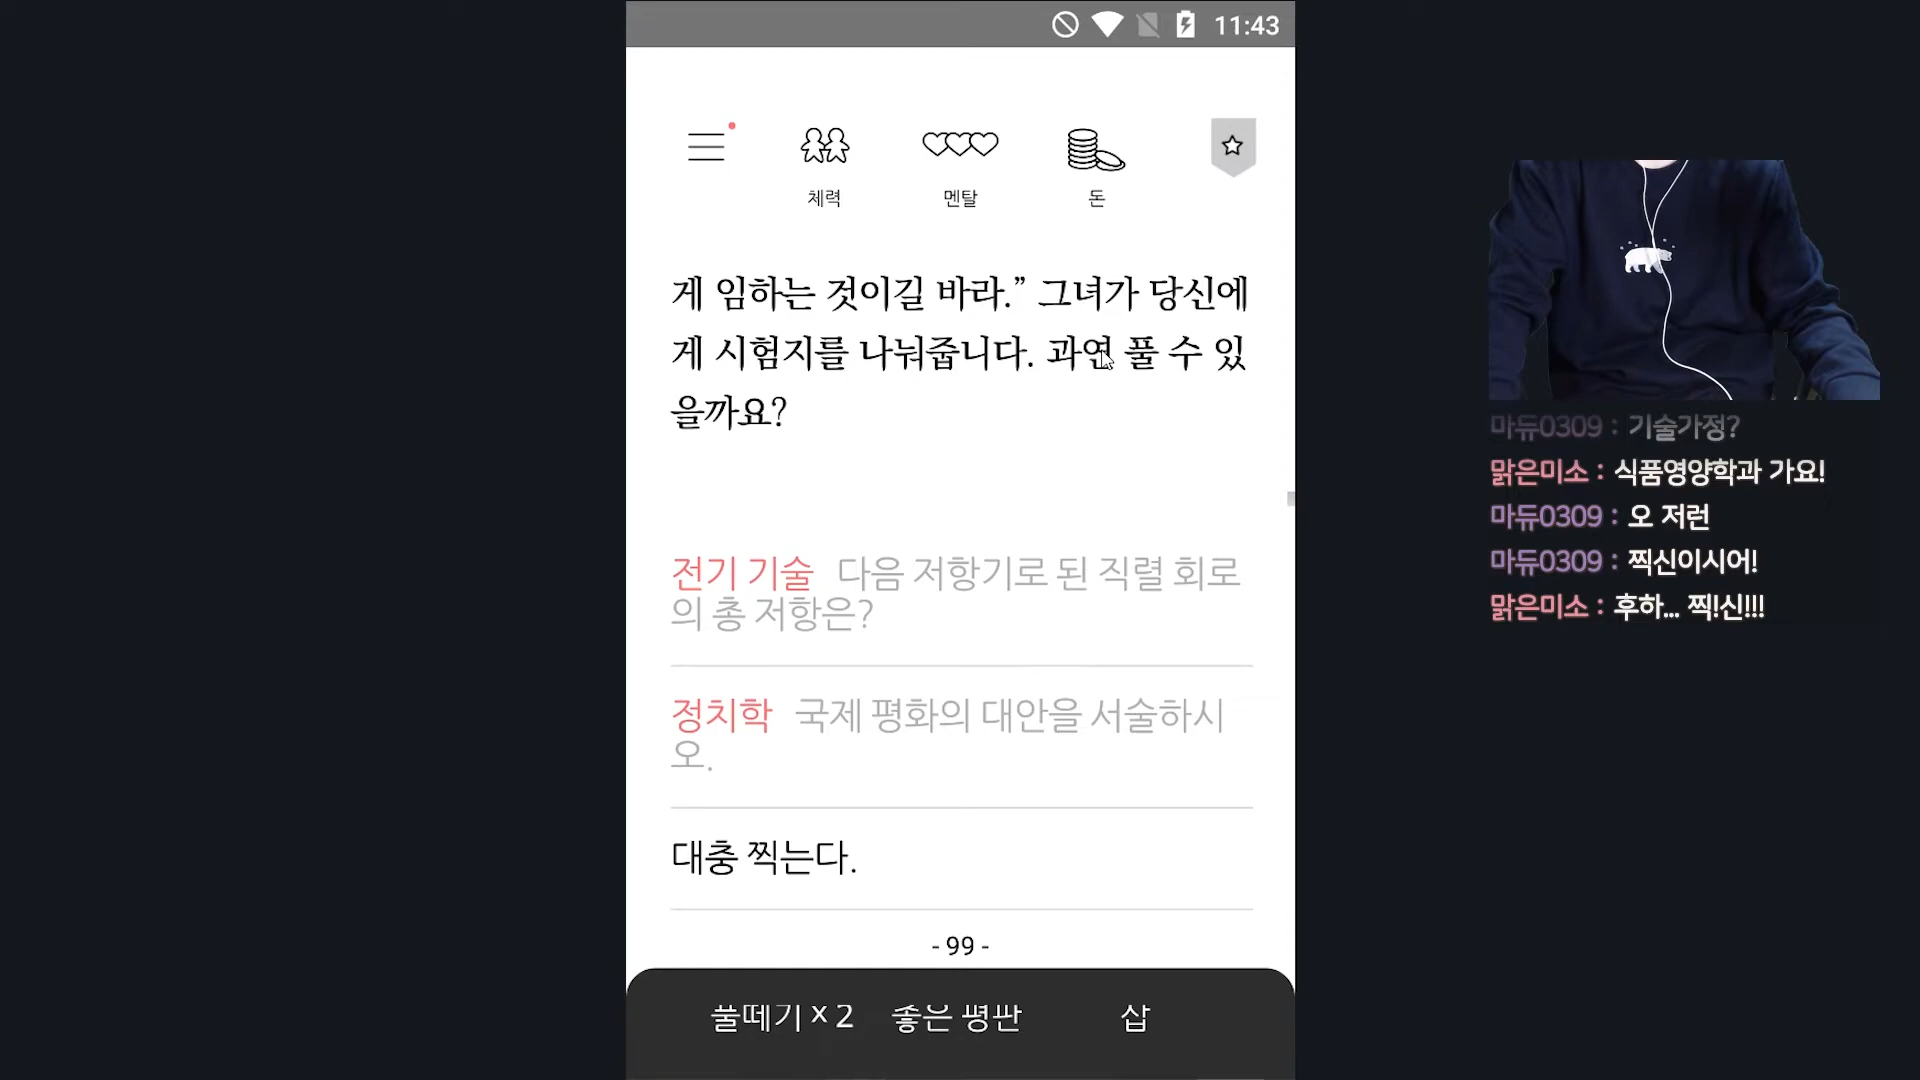 11:43
체력
멘탈
돈
게 임하는 것이길 바라.” 그녀가 당신에
게 시험지를 나눠줍니다. 과연 풀 수 있
을까요?
전기 기술 다음 저항기로 된 직렬 회로
의 총 저항은?
정치학 국제 평화의 대안을 서술하시
오.
대충 찍는다.
- 99 -
풀떼기 x 2 좋은 평판 삽
마듀0309 : 기술가정?
맑은미소 : 식품영양학과 가요!
마듀0309 : 오 저런
마듀0309 : 찍신이시어!
맑은미소 : 후하... 찍!신!!!